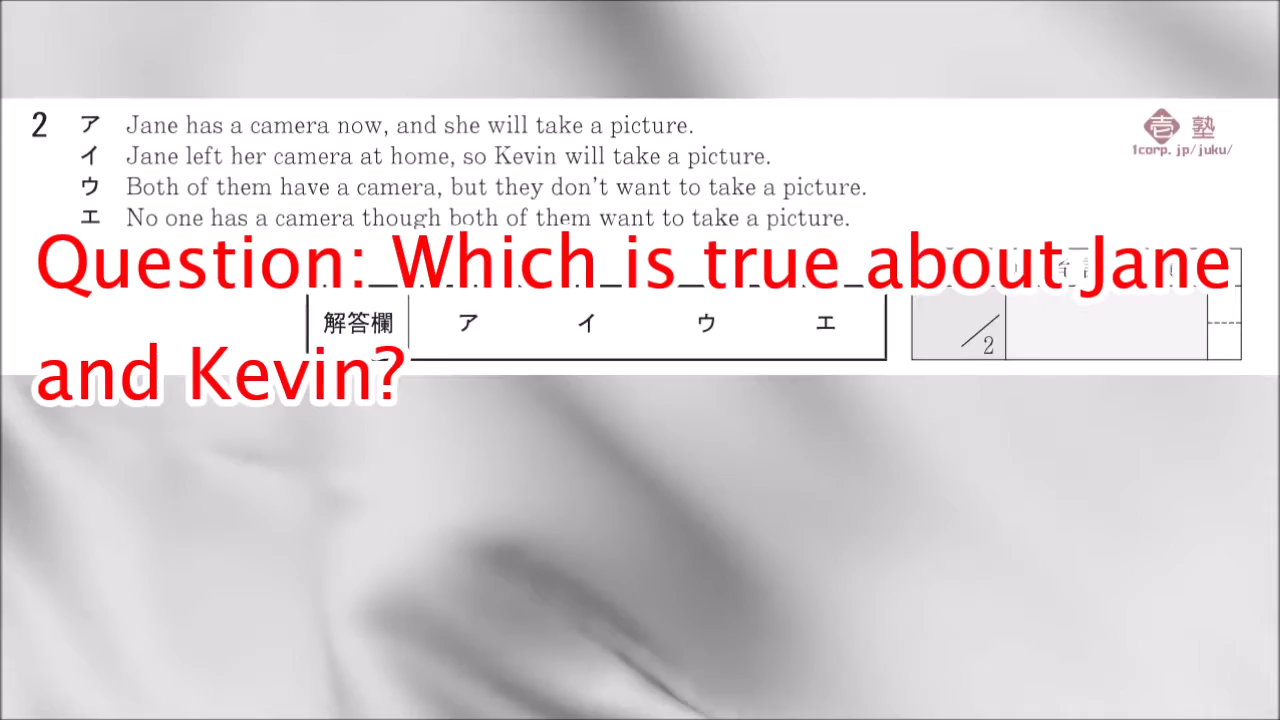 2 ア Jane has a camera now, and she will take a picture.
イ Jane left her camera at home, so Kevin will take a picture.
ウ Both of them have a camera, but they don't want to take a picture.
エ No one has a camera though both of them want to take a picture.
壱 塾
1corp. jp/juku/
Question: Which is true about Jane
and Kevin?
解答欄 ア イ ウ エ
/2